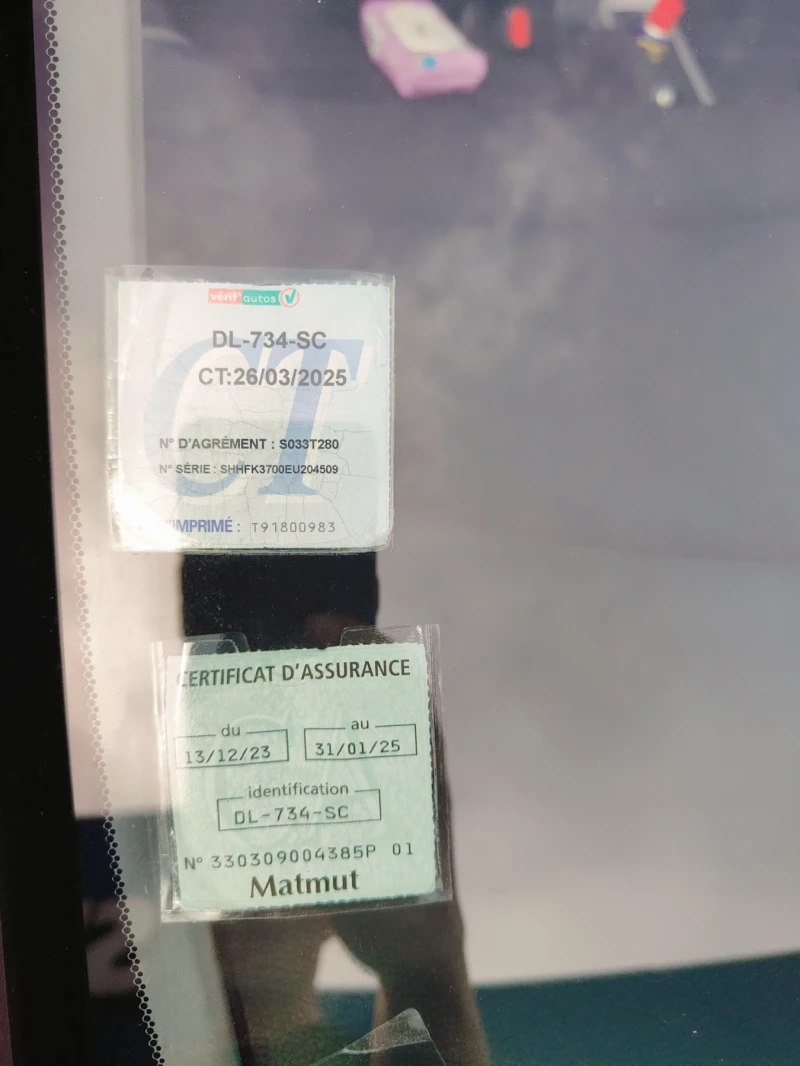 vérif'autos
DL-734-SC
CT:26/03/2025
N° D'AGRÉMENT : S033T280
N° SÉRIE : SHHFK3700EU204509
IMPRIMÉ : T91800983
CERTIFICAT D'ASSURANCE
du au
13/12/23 31/01/25
identification
DL-734-SC
N° 330309004385P 01
Matmut